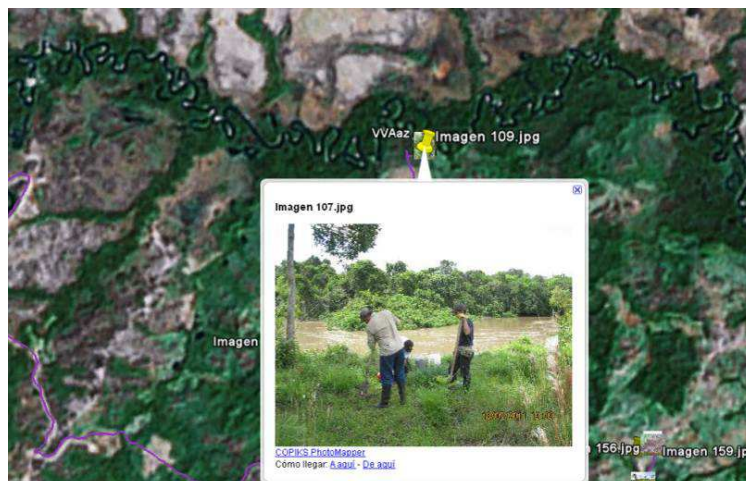 VVAaz
Imagen 109.jpg
Imagen 107.jpg
Imagen
COPIKS PhotoMapper
Cómo llegar: A aquí - De aquí
156.jpg
Imagen 159.jp